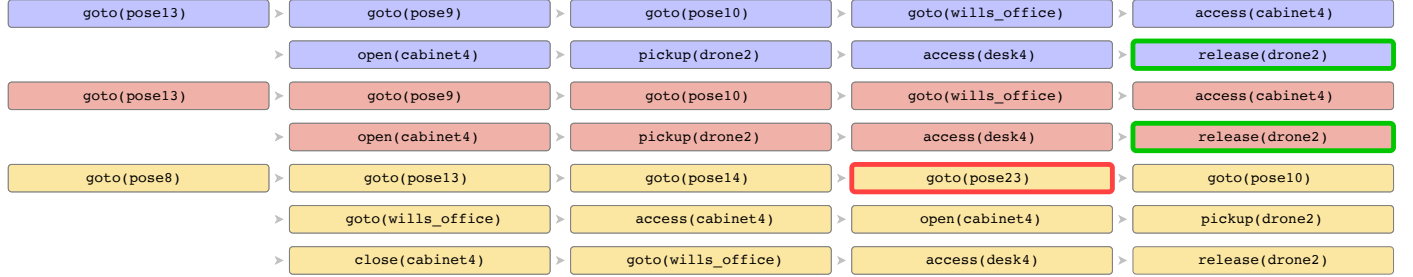 goto(pose13) goto(pose9) goto(pose10) goto(wills_office) access(cabinet4)
open(cabinet4) pickup(drone2) access(desk4) release(drone2)
goto(pose13) goto(pose9) goto(pose10) goto(wills_office) access(cabinet4)
open(cabinet4) pickup(drone2) access(desk4) release(drone2)
goto(pose8) goto(pose13) goto(pose14) goto(pose23) goto(pose10)
goto(wills_office) access(cabinet4) open(cabinet4) pickup(drone2)
close(cabinet4) goto(wills_office) access(desk4) release(drone2)